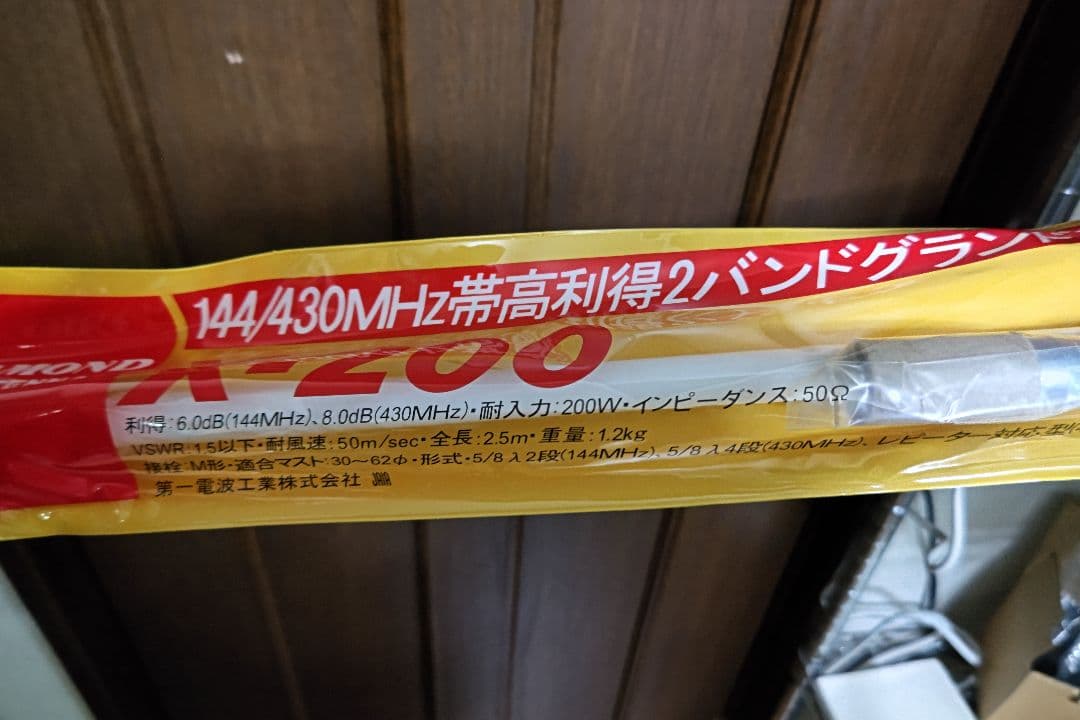 144/430MHz帯高利得2バンドグラン
X-200
利得:6.0dB(144MHz)、8.0dB(430MHz)・耐入力:200W・インピーダンス:50Ω
VSWR:1.5以下・耐風速:50m/sec・全長:2.5m・重量:1.2kg
接栓:M形・適合マスト:30〜62φ・形式・5/8λ2段(144MHz)、5/8λ4段(430MHz)、レピーター対応型
第一電波工業株式会社 JAIA